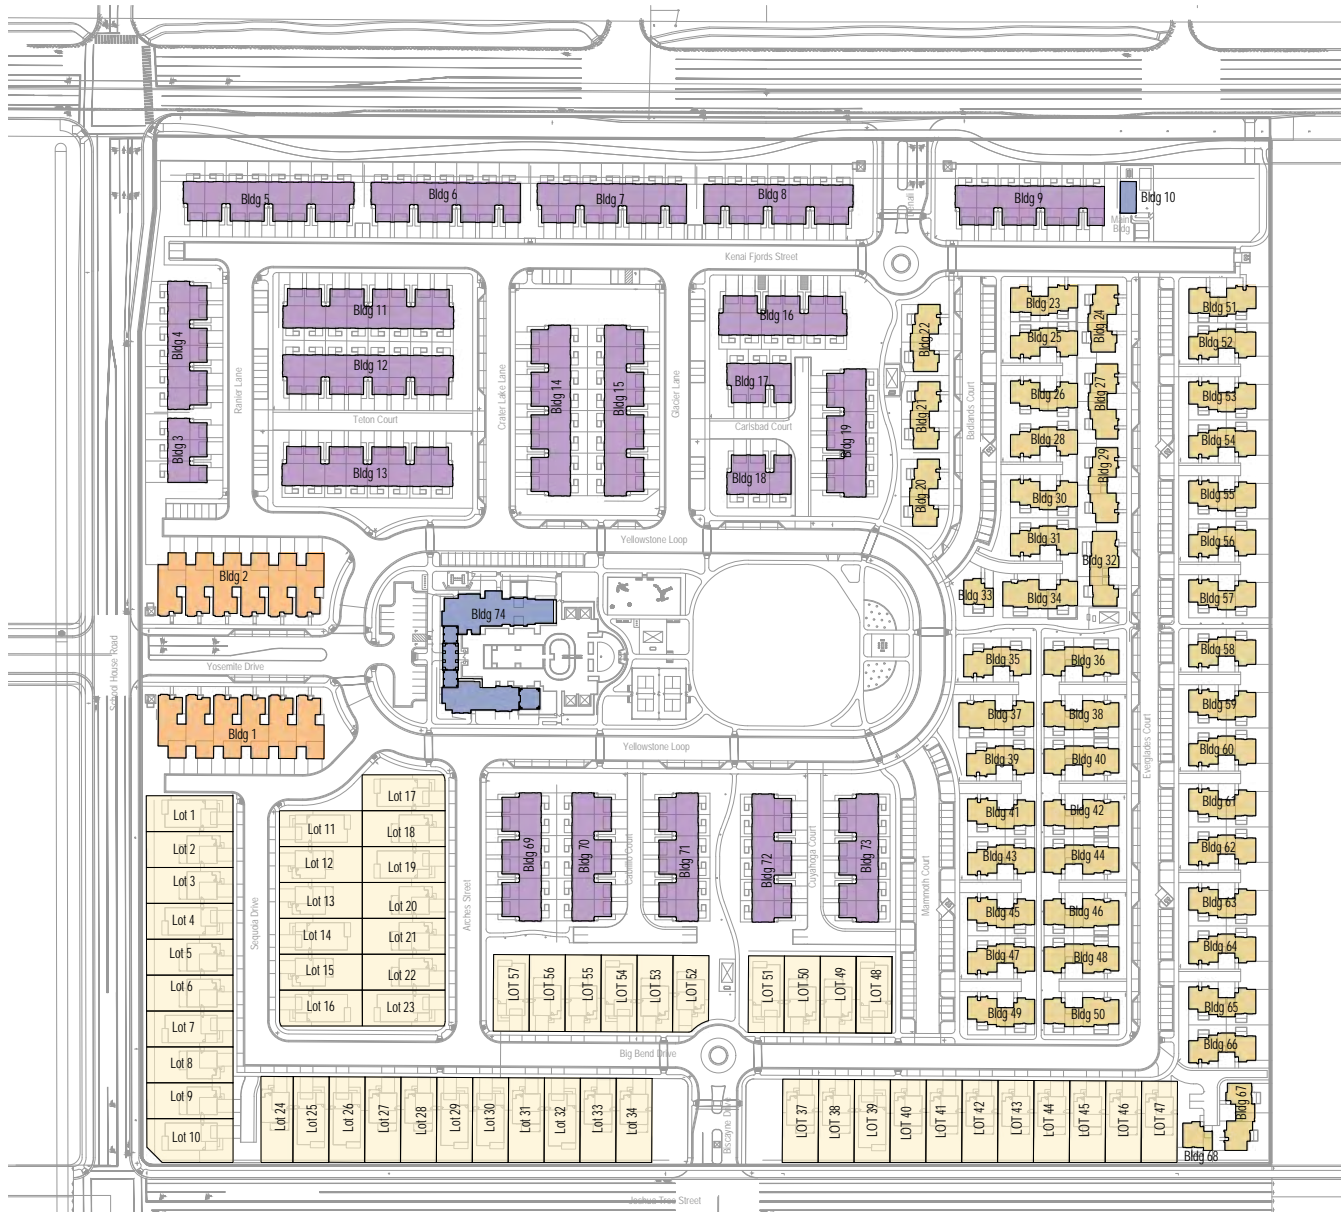 Bldg 5
Bldg 6
Bldg 7
Bldg 8
Bldg 9
Bldg 10
Bldg
Kenai Fjords Street
Bldg 4
Bldg 3
Ranier Lane
Bldg 11
Bldg 12
Teton Court
Bldg 13
Crater Lake Lane
Bldg 14
Bldg 15
Glacier Lane
Bldg 16
Bldg 17
Carlsbad Court
Bldg 18
Bldg 19
Bldg 22
Bldg 21
Bldg 20
Badlands Court
Bldg 23
Bldg 24
Bldg 25
Bldg 26
Bldg 27
Bldg 28
Bldg 29
Bldg 30
Bldg 31
Bldg 32
Bldg 33
Bldg 34
Bldg 51
Bldg 52
Bldg 53
Bldg 54
Bldg 55
Bldg 56
Bldg 57
Bldg 58
Bldg 59
Bldg 60
Bldg 61
Bldg 62
Bldg 63
Bldg 64
Bldg 65
Bldg 66
Bldg 67
Bldg 68
Yellowstone Loop
Bldg 2
Bldg 74
School House Road
Yosemite Drive
Bldg 1
Yellowstone Loop
Bldg 35
Bldg 36
Bldg 37
Bldg 38
Bldg 39
Bldg 40
Bldg 41
Bldg 42
Bldg 43
Bldg 44
Bldg 45
Bldg 46
Bldg 47
Bldg 48
Bldg 49
Bldg 50
Everglades Court
Mammoth Court
Lot 1
Lot 2
Lot 3
Lot 4
Lot 5
Lot 6
Lot 7
Lot 8
Lot 9
Lot 10
Sequoia Drive
Lot 17
Lot 11
Lot 18
Lot 12
Lot 19
Lot 13
Lot 20
Lot 14
Lot 21
Lot 15
Lot 22
Lot 16
Lot 23
Arches Street
Bldg 69
Bldg 70
Bldg 71
Bldg 72
Cuyahoga Court
Bldg 73
LOT 57
LOT 56
LOT 55
LOT 54
LOT 53
LOT 52
LOT 51
LOT 50
LOT 49
LOT 48
Big Bend Drive
Lot 24
Lot 25
Lot 26
Lot 27
Lot 28
Lot 29
Lot 30
Lot 31
Lot 32
Lot 33
Lot 34
Biscayne Drive
LOT 37
LOT 38
LOT 39
LOT 40
LOT 41
LOT 42
LOT 43
LOT 44
LOT 45
LOT 46
LOT 47
Joshua Tree Street